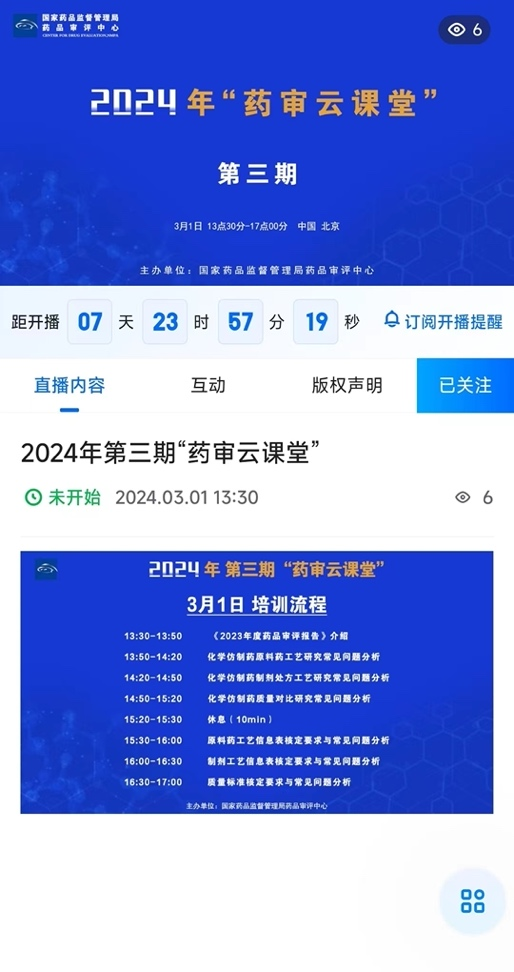 国家药品监督管理局
药品审评中心
CENTER FOR DRUG EVALUATION,NMPA
6
2024年“药审云课堂”
第三期
3月1日 13点30分-17点00分 中国 北京
主办单位：国家药品监督管理局药品审评中心
距开播 07 天 23 时 57 分 19 秒 订阅开播提醒
直播内容 互动 版权声明 已关注
2024年第三期“药审云课堂”
未开始 2024.03.01 13:30 6
2024年 第三期 “药审云课堂”
3月1日 培训流程
13:30-13:50 《2023年度药品审评报告》介绍
13:50-14:20 化学仿制药原料药工艺研究常见问题分析
14:20-14:50 化学仿制药制剂处方工艺研究常见问题分析
14:50-15:20 化学仿制药质量对比研究常见问题分析
15:20-15:30 休息（10min）
15:30-16:00 原料药工艺信息表核定要求与常见问题分析
16:00-16:30 制剂工艺信息表核定要求与常见问题分析
16:30-17:00 质量标准核定要求与常见问题分析
主办单位：国家药品监督管理局药品审评中心